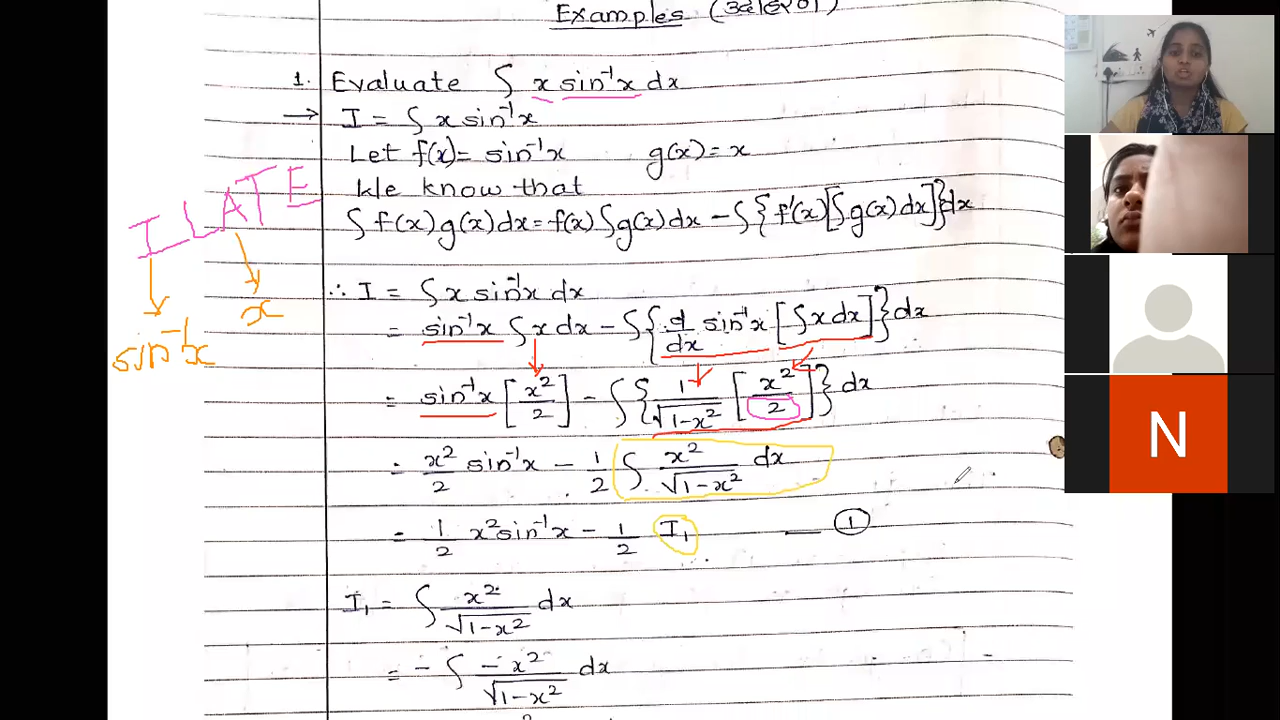 Examples (उदाहरण)
1. Evaluate ∫ x sin⁻¹x dx
→ I = ∫ x sin⁻¹x
Let f(x) = sin⁻¹x g(x) = x
We know that
∫ f(x) g(x) dx = f(x) ∫ g(x) dx − ∫ { f'(x) [∫ g(x) dx] } dx
I L A T E
sin⁻¹x
x
∴ I = ∫ x sin⁻¹x dx
= sin⁻¹x ∫ x dx − ∫ { d/dx sin⁻¹x [∫ x dx] } dx
= sin⁻¹x [x²/2] − ∫ { 1/√1−x² [x²/2] } dx
= x²/2 sin⁻¹x − 1/2 ∫ x²/√1−x² dx
= 1/2 x² sin⁻¹x − 1/2 I₁ — ①
I₁ = ∫ x²/√1−x² dx
= − ∫ −x²/√1−x² dx
N